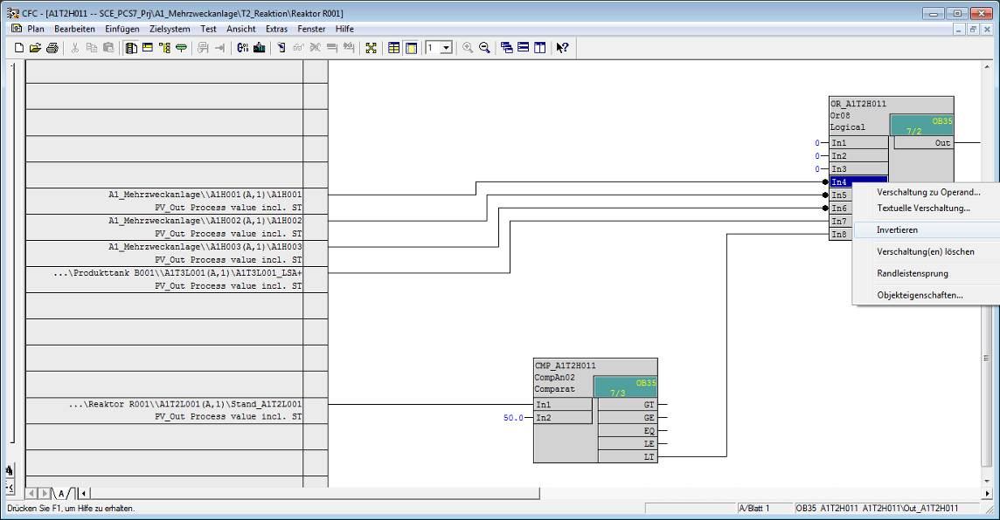 CFC - [A1T2H011 -- SCE_PCS7_Prj\A1_Mehrzweckanlage\T2_Reaktion\Reaktor R001]
Plan Bearbeiten Einfügen Zielsystem Test Ansicht Extras Fenster Hilfe
1
OR_A1T2H011
Or08
OB35
Logical
7/2
0 In1
Out
0 In2
0 In3
In4
In5
In6
In7
In8
Verschaltung zu Operand...
Textuelle Verschaltung...
Invertieren
Verschaltung(en) löschen
Randleistensprung
Objekteigenschaften...
A1_Mehrzweckanlage\\A1H001(A,1)\A1H001
PV_Out Process value incl. ST
A1_Mehrzweckanlage\\A1H002(A,1)\A1H002
PV_Out Process value incl. ST
A1_Mehrzweckanlage\\A1H003(A,1)\A1H003
PV_Out Process value incl. ST
...\Produkttank B001\\A1T3L001(A,1)\A1T3L001_LSA+
PV_Out Process value incl. ST
CMP_A1T2H011
CompAn02
OB35
Comparat
7/3
...\Reaktor R001\\A1T2L001(A,1)\Stand_A1T2L001
PV_Out Process value incl. ST
In1
GT
50.0 In2
GE
EQ
LE
LT
A
Drücken Sie F1, um Hilfe zu erhalten.
A/Blatt 1
OB35 A1T2H011 A1T2H011\Out_A1T2H011